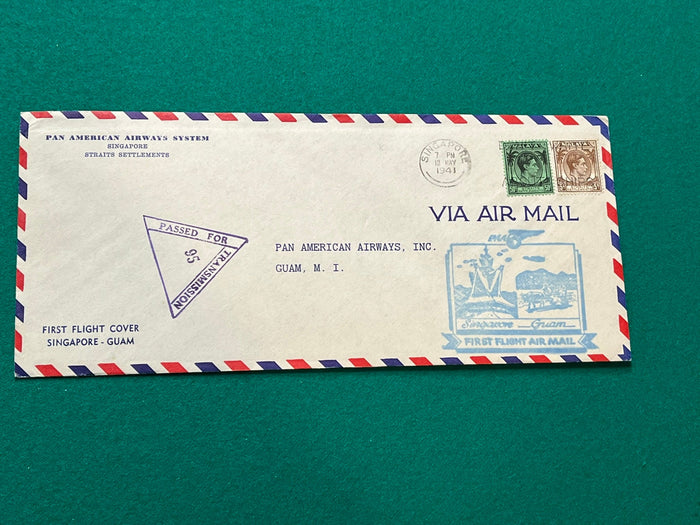 PAN AMERICAN AIRWAYS SYSTEM
SINGAPORE
STRAITS SETTLEMENTS
SINGAPORE
7 PM
12 MAY
1941
MALAYA
MALAYA
VIA AIR MAIL
PASSED FOR
TRANSMISSION
95
PAN AMERICAN AIRWAYS, INC.
GUAM, M. I.
PAA
Singapore Guam
FIRST FLIGHT AIR MAIL
FIRST FLIGHT COVER
SINGAPORE - GUAM